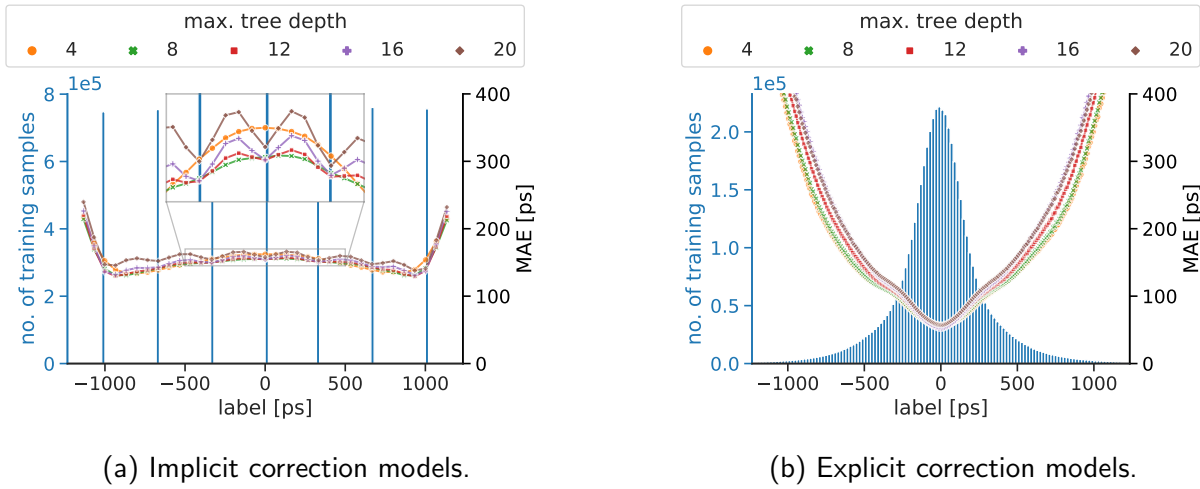 max. tree depth
4 8 12 16 20
1e5
8
6
4
2
0
no. of training samples
400
300
200
100
0
MAE [ps]
−1000 −500 0 500 1000
label [ps]
(a) Implicit correction models.
max. tree depth
4 8 12 16 20
1e5
2.0
1.5
1.0
0.5
0.0
no. of training samples
400
300
200
100
0
MAE [ps]
−1000 −500 0 500 1000
label [ps]
(b) Explicit correction models.